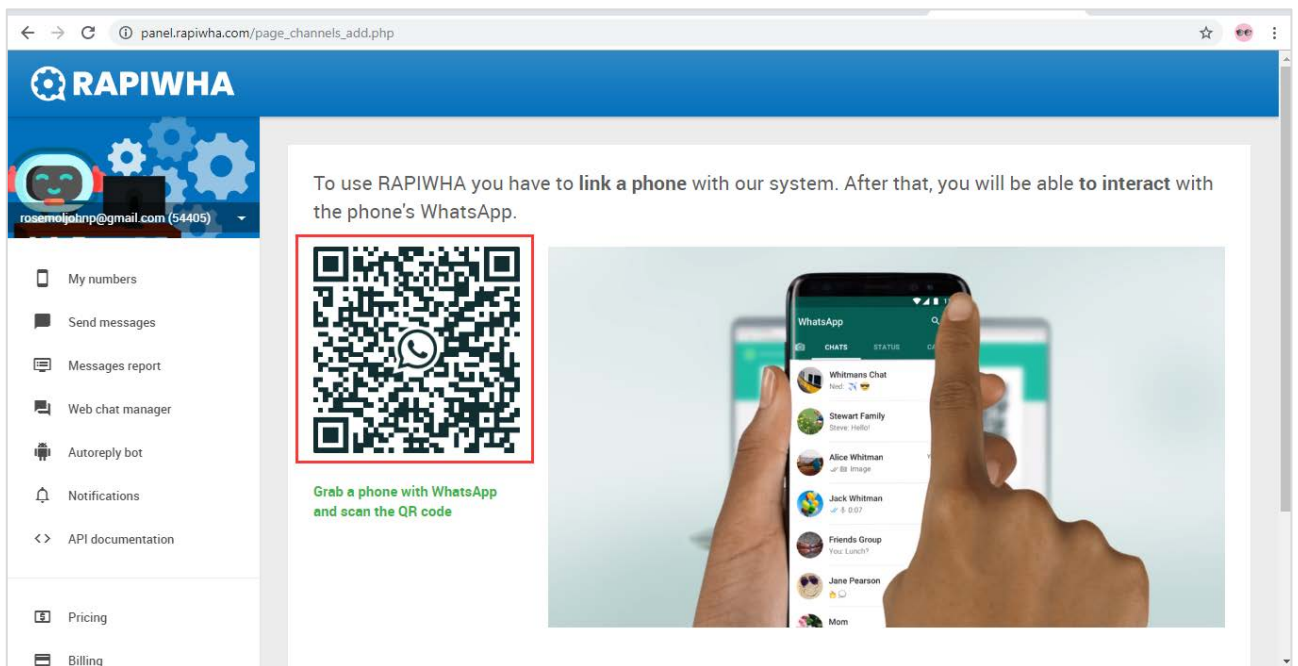 panel.rapiwha.com/page_channels_add.php
RAPIWHA
rosemoljohnp@gmail.com (54405)
My numbers
Send messages
Messages report
Web chat manager
Autoreply bot
Notifications
API documentation
Pricing
Billing
To use RAPIWHA you have to link a phone with our system. After that, you will be able to interact with
the phone's WhatsApp.
Grab a phone with WhatsApp
and scan the QR code
WhatsApp
CHATS STATUS
Whitmans Chat
Ned:
Stewart Family
Steve: Hello!
Alice Whitman
Image
Jack Whitman
0:07
Friends Group
You: Lunch?
Jane Pearson
Mom